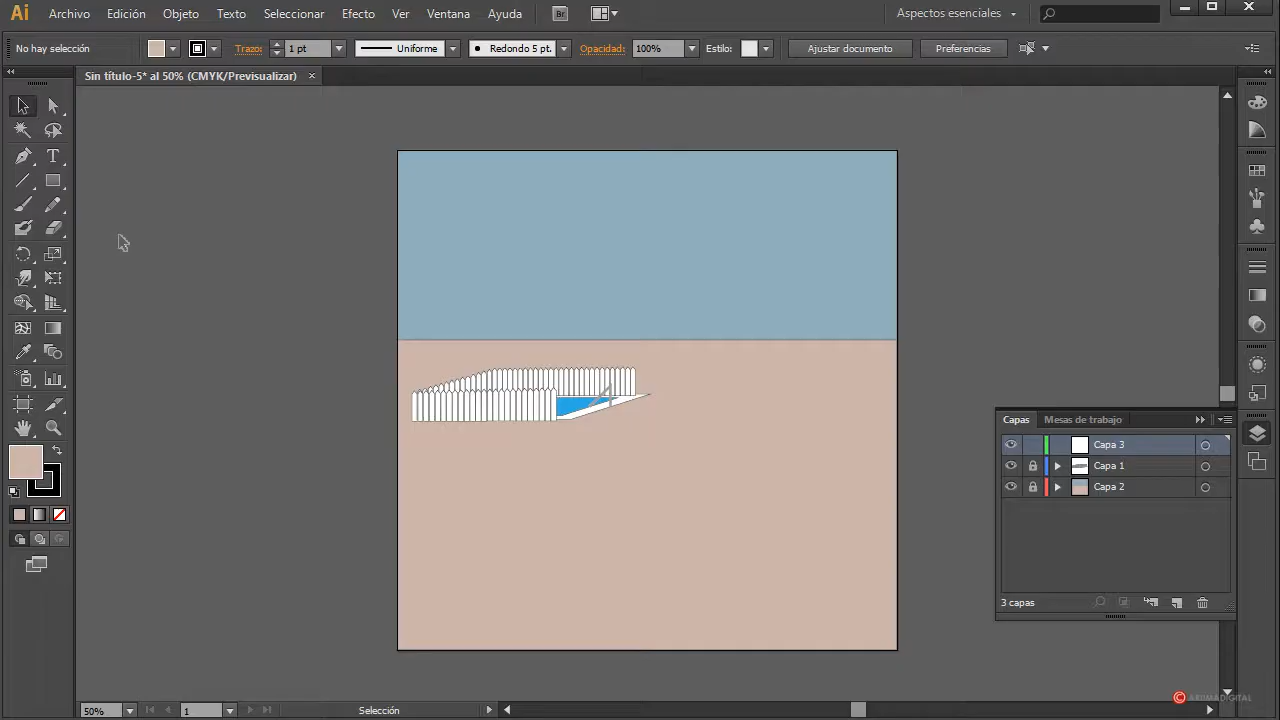 Ai Archivo Edición Objeto Texto Seleccionar Efecto Ver Ventana Ayuda Br Aspectos esenciales
No hay selección Trazo: 1 pt Uniforme Redondo 5 pt. Opacidad: 100% Estilo: Ajustar documento Preferencias
Sin título-5* al 50% (CMYK/Previsualizar)
Capas Mesas de trabajo
Capa 3
Capa 1
Capa 2
3 capas
© ARTIMADIGITAL
50% 1 Selección